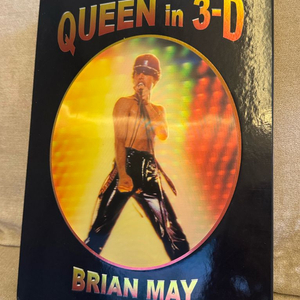 QUEEN in 3-D
BRIAN MAY